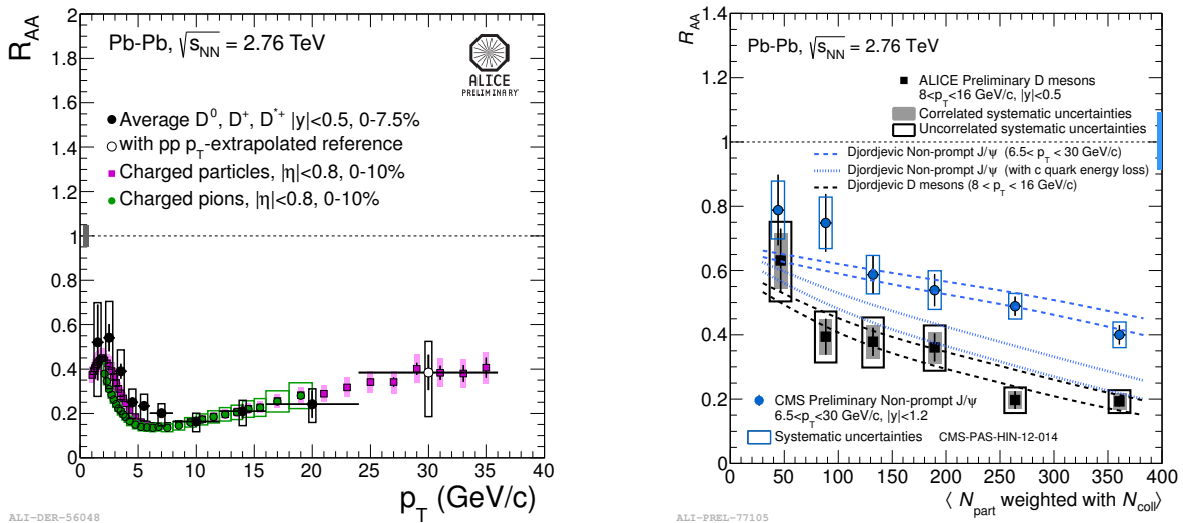 R_AA
Pb-Pb, √s_NN = 2.76 TeV
ALICE
PRELIMINARY
Average D^0, D^+, D^*+ |y|<0.5, 0-7.5%
with pp p_T-extrapolated reference
Charged particles, |η|<0.8, 0-10%
Charged pions, |η|<0.8, 0-10%
2
1.8
1.6
1.4
1.2
1
0.8
0.6
0.4
0.2
0
0 5 10 15 20 25 30 35 40
p_T (GeV/c)
ALI-DER-56048
R_AA
Pb-Pb, √s_NN = 2.76 TeV
ALICE Preliminary D mesons
8<p_T<16 GeV/c, |y|<0.5
Correlated systematic uncertainties
Uncorrelated systematic uncertainties
Djordjevic Non-prompt J/ψ (6.5< p_T < 30 GeV/c)
Djordjevic Non-prompt J/ψ (with c quark energy loss)
Djordjevic D mesons (8 < p_T < 16 GeV/c)
CMS Preliminary Non-prompt J/ψ
6.5<p_T<30 GeV/c, |y|<1.2
Systematic uncertainties CMS-PAS-HIN-12-014
1.4
1.2
1
0.8
0.6
0.4
0.2
0
0 50 100 150 200 250 300 350 400
⟨ N_part weighted with N_coll ⟩
ALI-PREL-77105